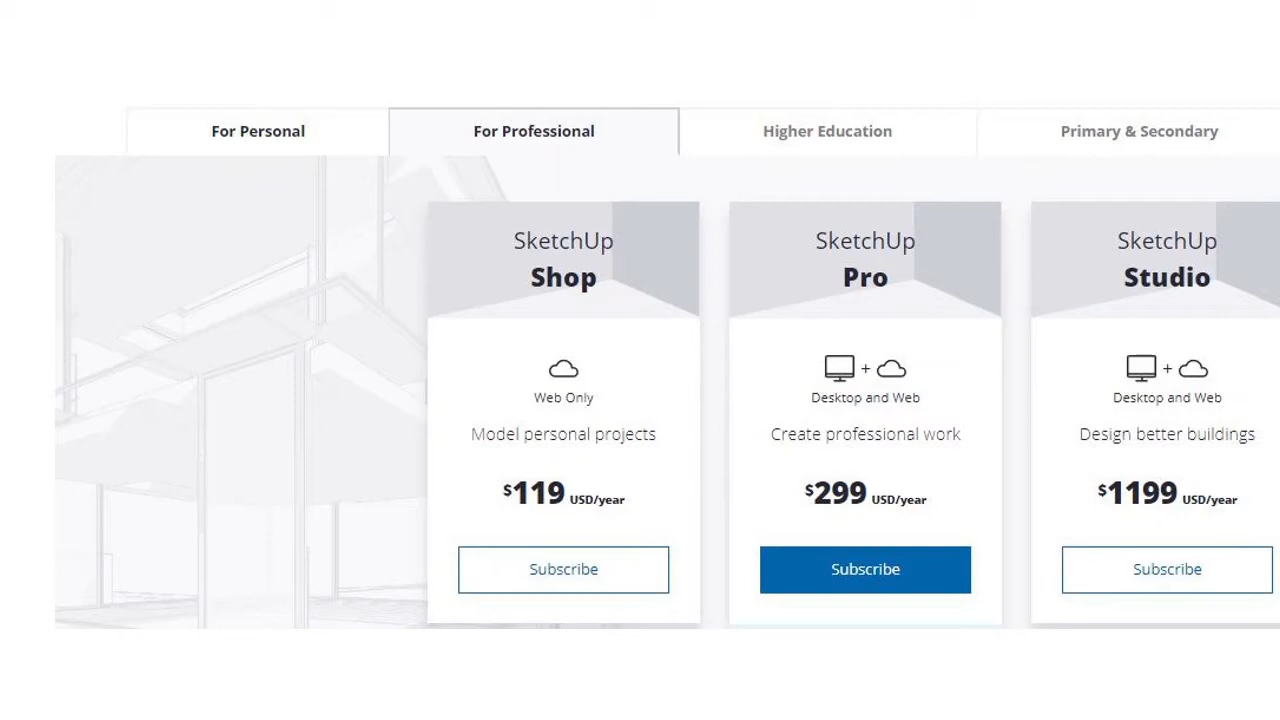 For Personal
For Professional
Higher Education
Primary & Secondary
SketchUp
Shop
Web Only
Model personal projects
$119 USD/year
Subscribe
SketchUp
Pro
+
Desktop and Web
Create professional work
$299 USD/year
Subscribe
SketchUp
Studio
+
Desktop and Web
Design better buildings
$1199 USD/year
Subscribe